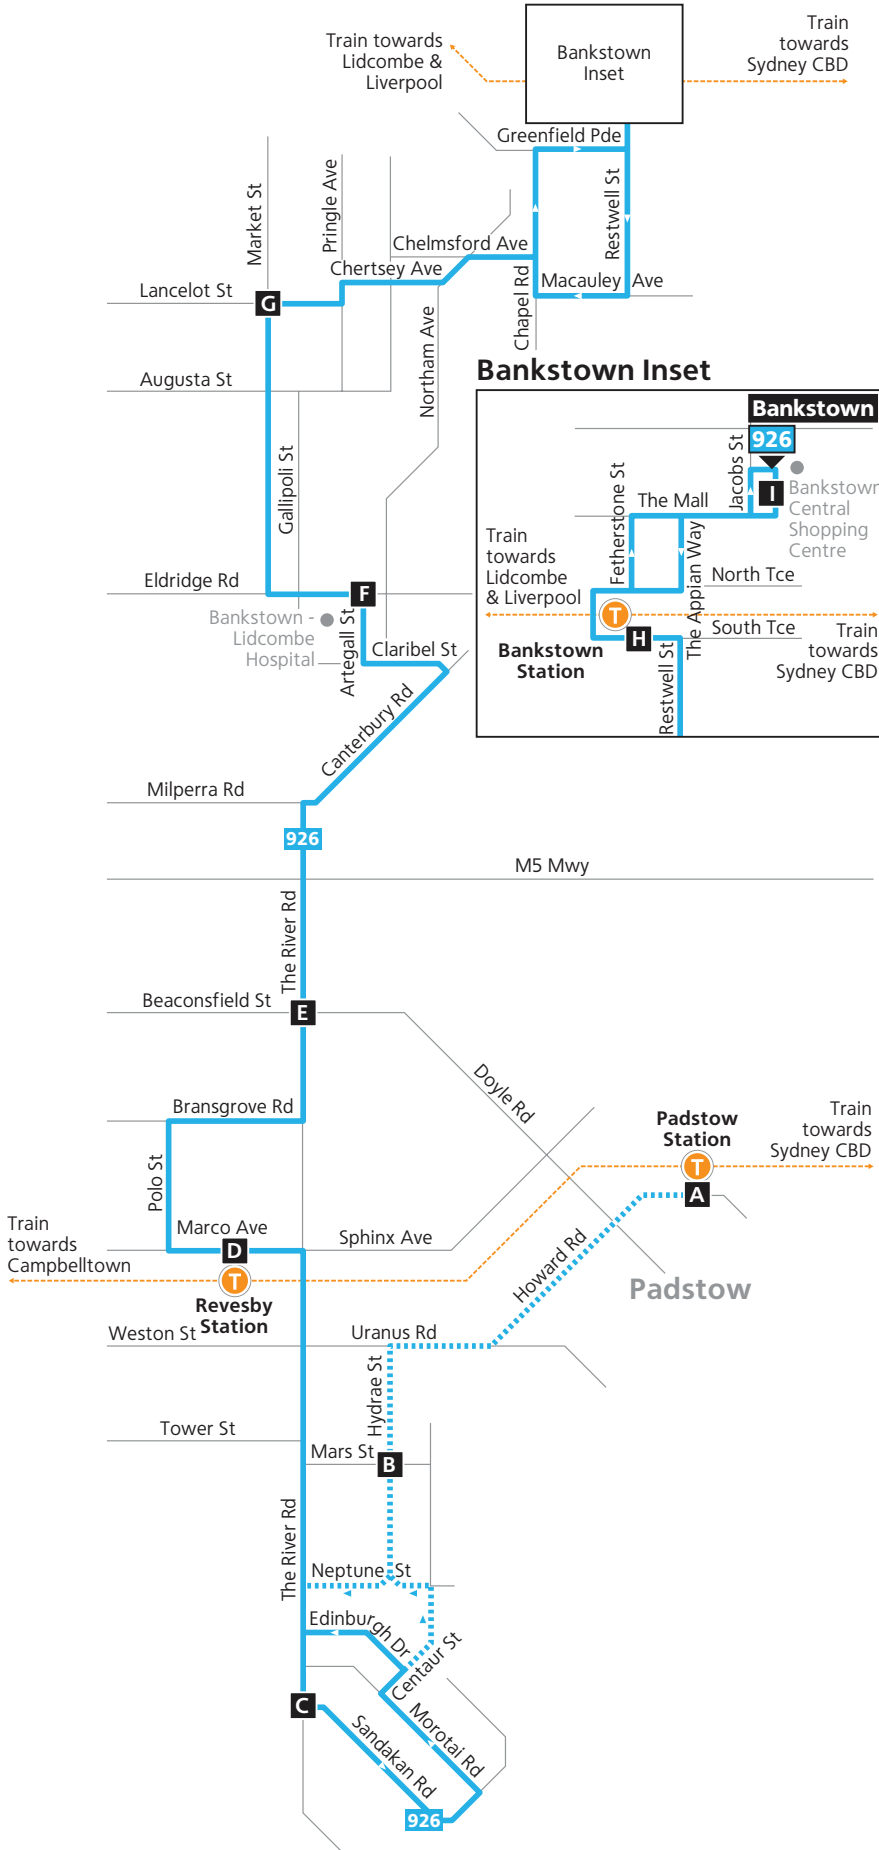 Train towards
Lidcombe &
Liverpool
Bankstown
Inset
Train
towards
Sydney CBD
Greenfield Pde
Market St
Pringle Ave
Restwell St
Chelmsford Ave
Chertsey Ave
Lancelot St
G
Chapel Rd
Macauley Ave
Northam Ave
Augusta St
Gallipoli St
Bankstown Inset
Bankstown
926
Jacobs St
I
Bankstown
Central
Shopping
Centre
Fetherstone St
The Mall
The Appian Way
Train
towards
Lidcombe
& Liverpool
North Tce
T
H
South Tce
Bankstown
Station
Restwell St
Train
towards
Sydney CBD
Eldridge Rd
F
Bankstown -
Lidcombe
Hospital
Artegall St
Claribel St
Canterbury Rd
Milperra Rd
926
M5 Mwy
The River Rd
Beaconsfield St
E
Doyle Rd
Bransgrove Rd
Polo St
Padstow
Station
T
A
Train
towards
Sydney CBD
Marco Ave
D
Sphinx Ave
Train
towards
Campbelltown
T
Revesby
Station
Howard Rd
Padstow
Weston St
Uranus Rd
Hydrae St
Tower St
Mars St
B
The River Rd
Neptune St
Edinburgh Dr
Centaur St
C
Morotai Rd
Sandakan Rd
926